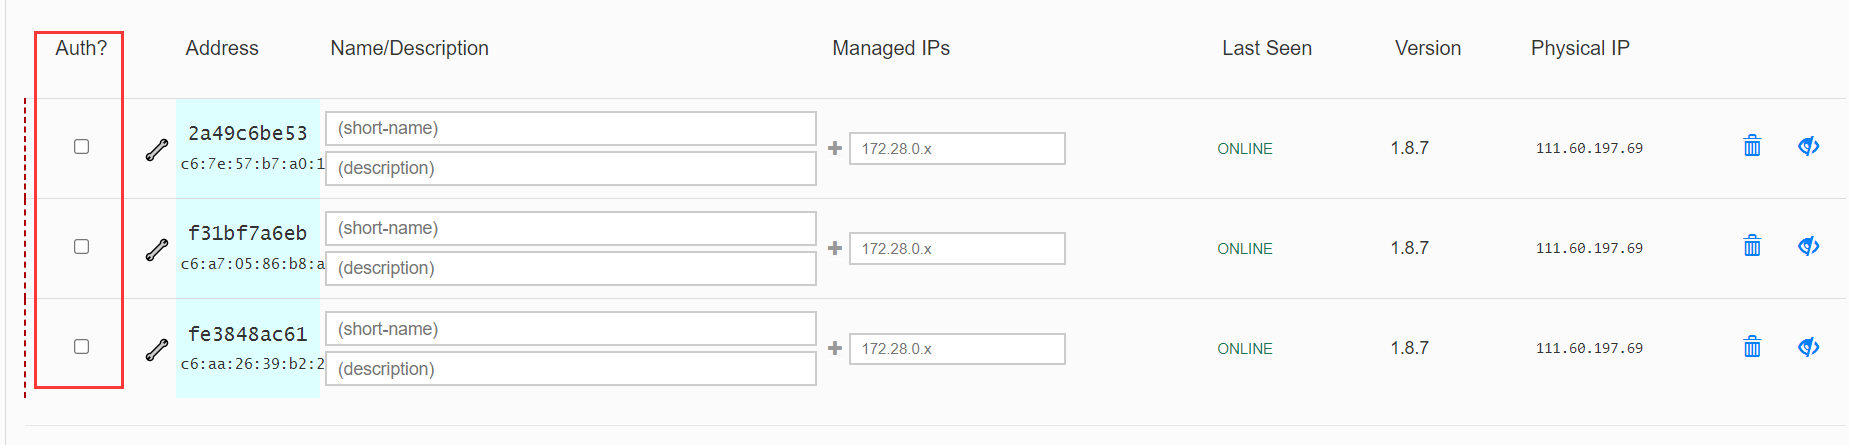 Auth? Address Name/Description Managed IPs Last Seen Version Physical IP
2a49c6be53 (short-name)
c6:7e:57:b7:a0:1 (description) 172.28.0.x ONLINE 1.8.7 111.60.197.69
f31bf7a6eb (short-name)
c6:a7:05:86:b8:a (description) 172.28.0.x ONLINE 1.8.7 111.60.197.69
fe3848ac61 (short-name)
c6:aa:26:39:b2:2 (description) 172.28.0.x ONLINE 1.8.7 111.60.197.69